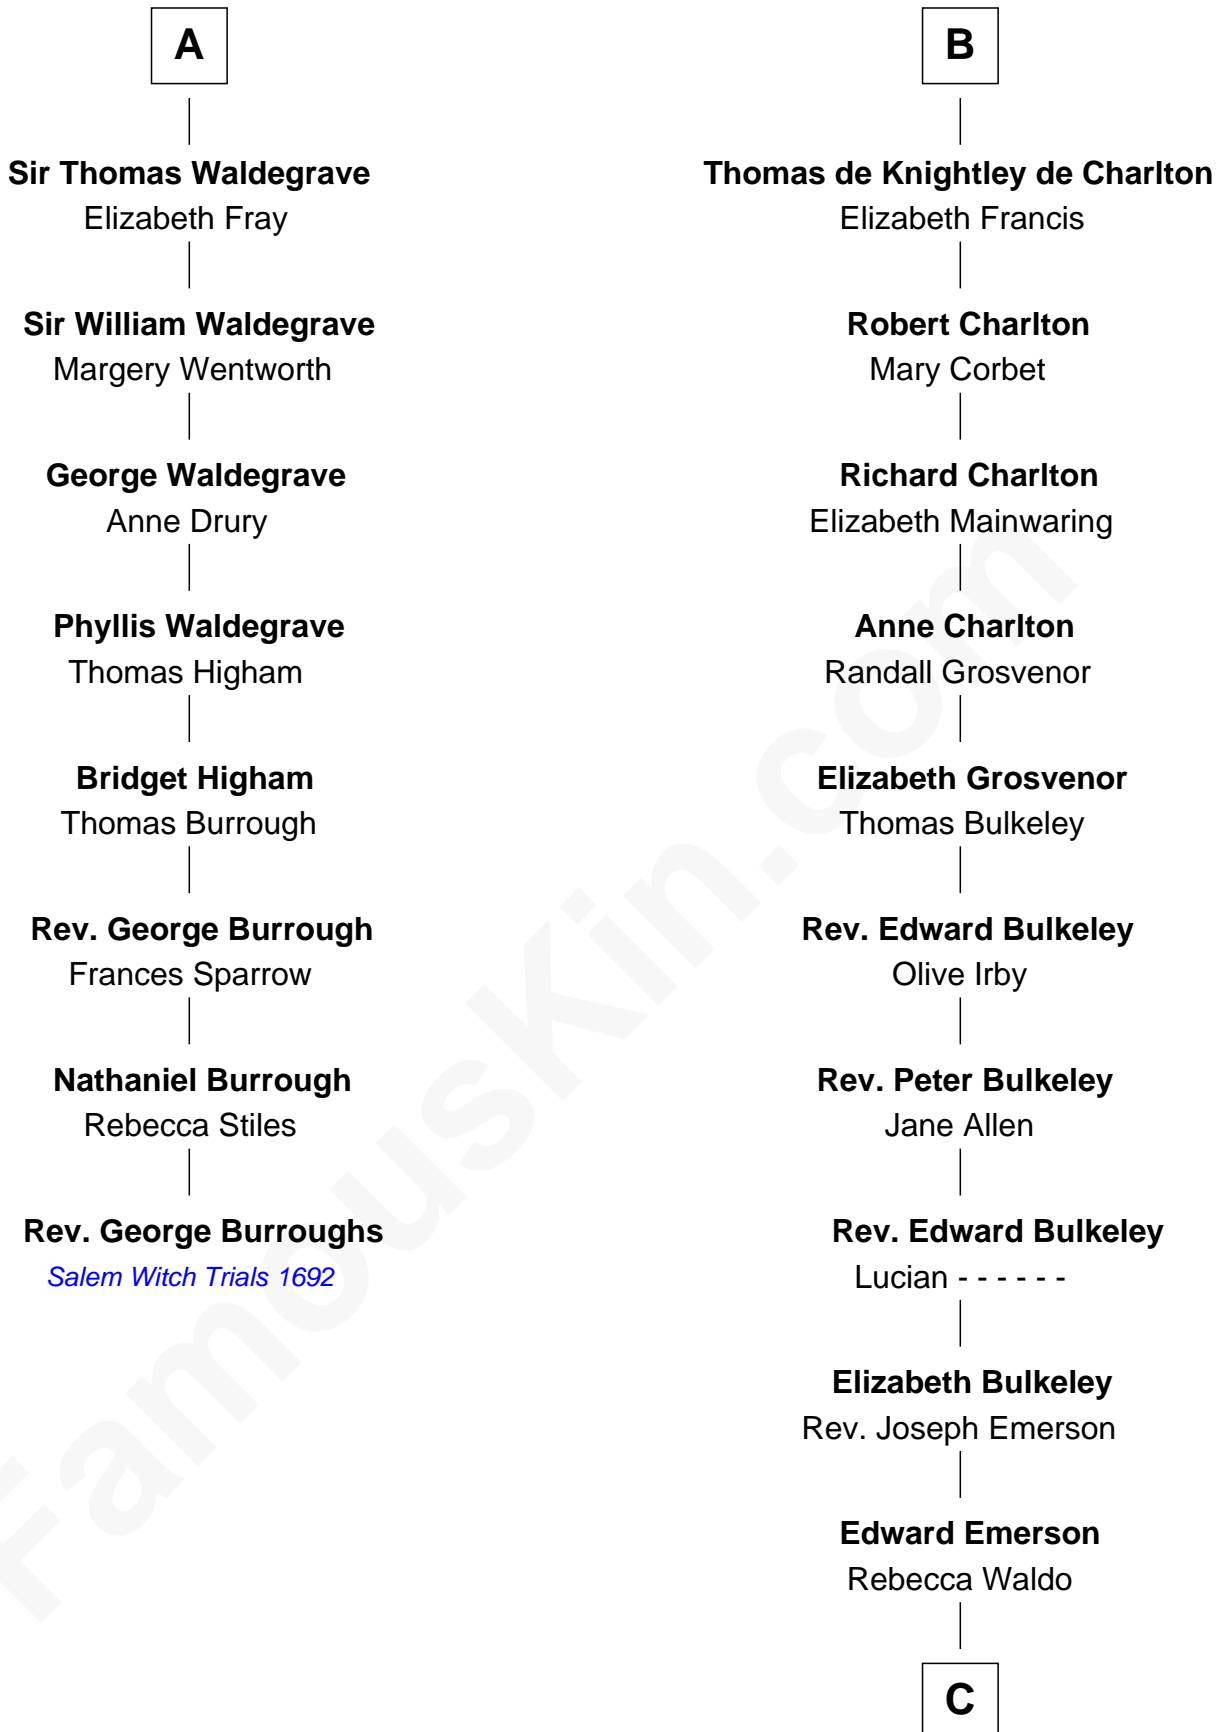 A
Sir Thomas Waldegrave
Elizabeth Fray
Sir William Waldegrave
Margery Wentworth
George Waldegrave
Anne Drury
Phyllis Waldegrave
Thomas Higham
Bridget Higham
Thomas Burrough
Rev. George Burrough
Frances Sparrow
Nathaniel Burrough
Rebecca Stiles
Rev. George Burroughs
Salem Witch Trials 1692
B
Thomas de Knightley de Charlton
Elizabeth Francis
Robert Charlton
Mary Corbet
Richard Charlton
Elizabeth Mainwaring
Anne Charlton
Randall Grosvenor
Elizabeth Grosvenor
Thomas Bulkeley
Rev. Edward Bulkeley
Olive Irby
Rev. Peter Bulkeley
Jane Allen
Rev. Edward Bulkeley
Lucian - - - - - -
Elizabeth Bulkeley
Rev. Joseph Emerson
Edward Emerson
Rebecca Waldo
C
FamousKin.com